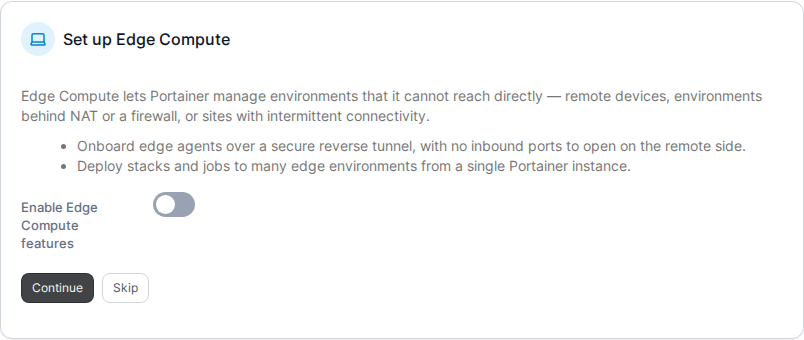 Set up Edge Compute
Edge Compute lets Portainer manage environments that it cannot reach directly — remote devices, environments
behind NAT or a firewall, or sites with intermittent connectivity.
• Onboard edge agents over a secure reverse tunnel, with no inbound ports to open on the remote side.
• Deploy stacks and jobs to many edge environments from a single Portainer instance.
Enable Edge
Compute
features
Continue
Skip